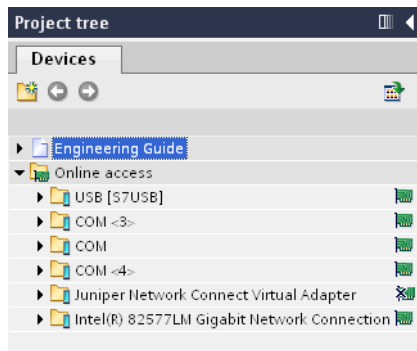 Project tree
Devices
Engineering Guide
Online access
USB [S7USB]
COM <3>
COM
COM <4>
Juniper Network Connect Virtual Adapter
Intel(R) 82577LM Gigabit Network Connection